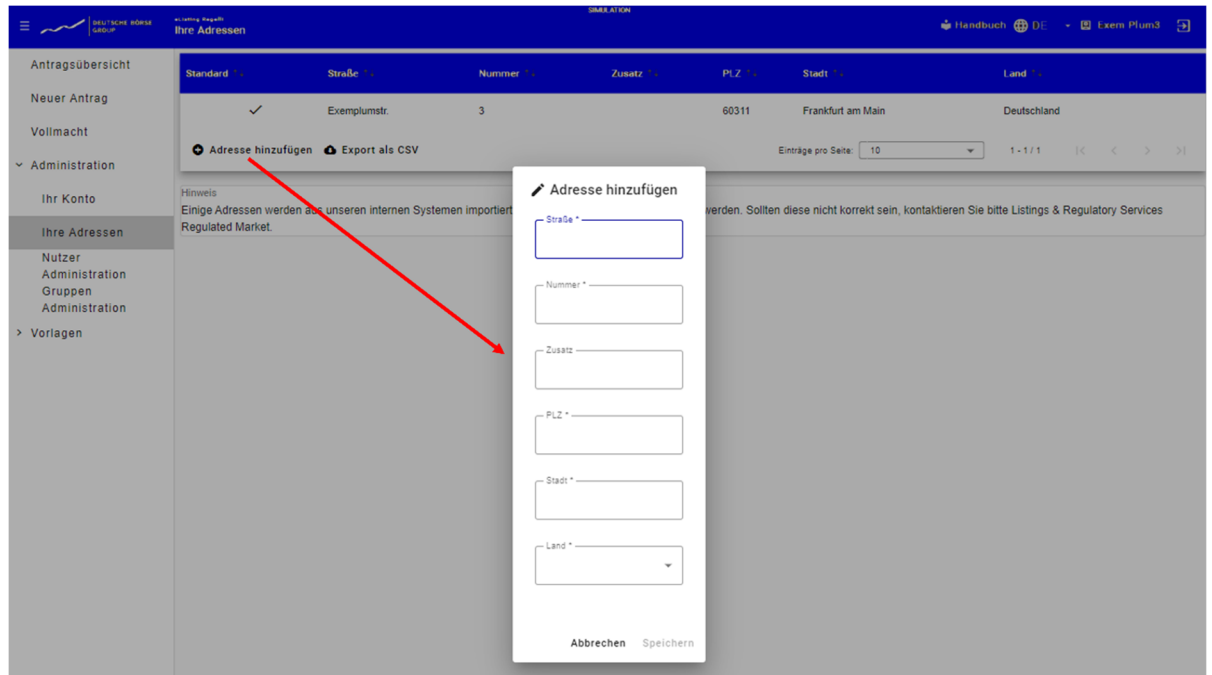 SIMULATION
DEUTSCHE BÖRSE
GROUP
eListing RegaRi
Ihre Adressen
Handbuch DE Exem Plum3
Antragsübersicht
Neuer Antrag
Vollmacht
Administration
Ihr Konto
Ihre Adressen
Nutzer
Administration
Gruppen
Administration
Vorlagen
Standard Straße Nummer Zusatz PLZ Stadt Land
Exemplumstr. 3 60311 Frankfurt am Main Deutschland
Adresse hinzufügen Export als CSV Einträge pro Seite: 10 1 - 1 / 1
Hinweis
Einige Adressen werden aus unseren internen Systemen importiert werden. Sollten diese nicht korrekt sein, kontaktieren Sie bitte Listings & Regulatory Services
Regulated Market.
Adresse hinzufügen
Straße *
Nummer *
Zusatz
PLZ *
Stadt *
Land *
Abbrechen Speichern